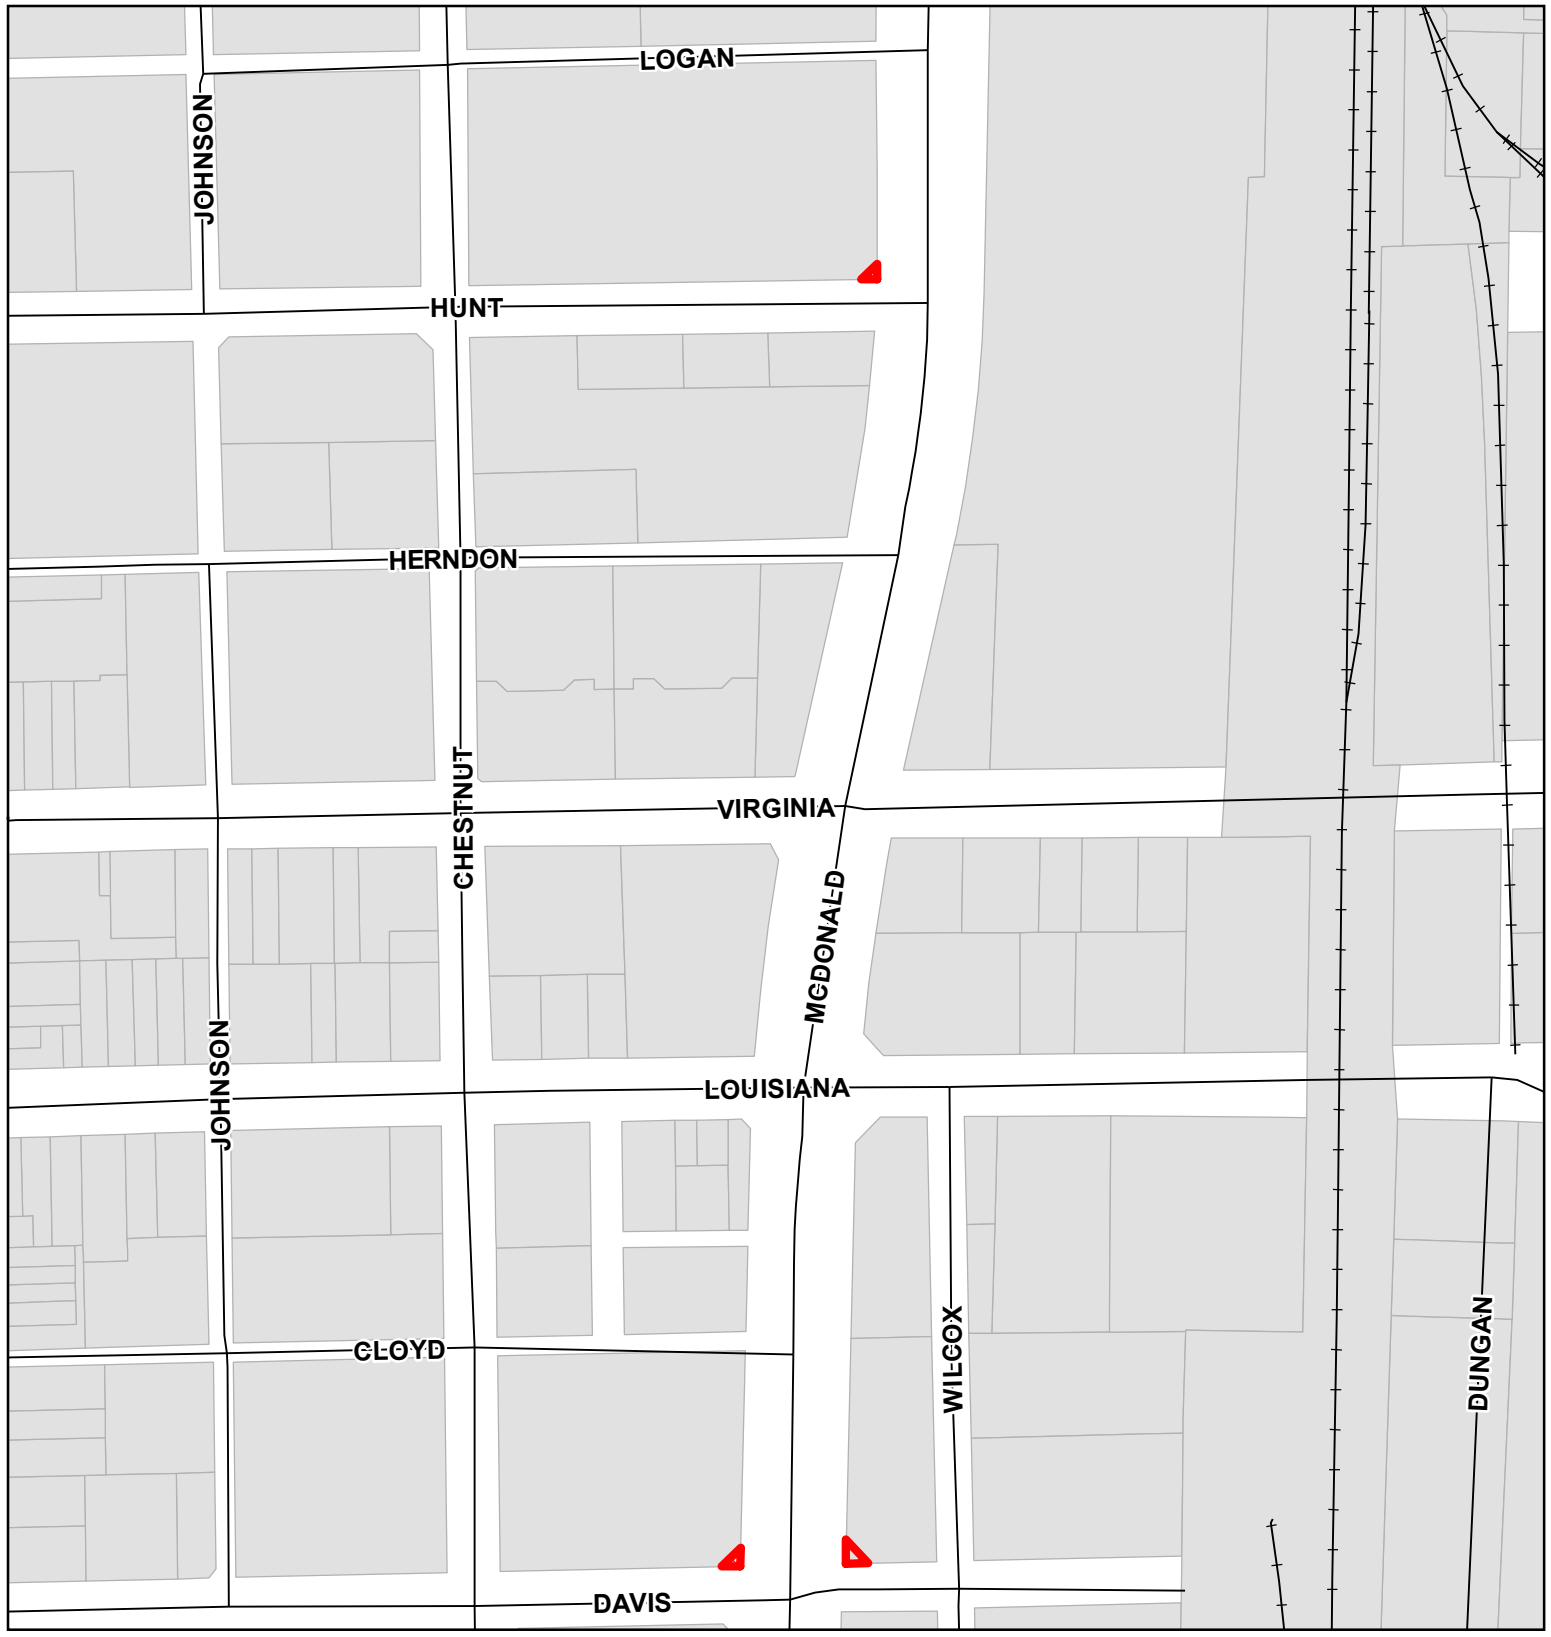 LOGAN
JOHNSON
HUNT
HERNDON
CHESTNUT
VIRGINIA
MCDONALD
JOHNSON
LOUISIANA
WILCOX
DUNGAN
CLOYD
DAVIS